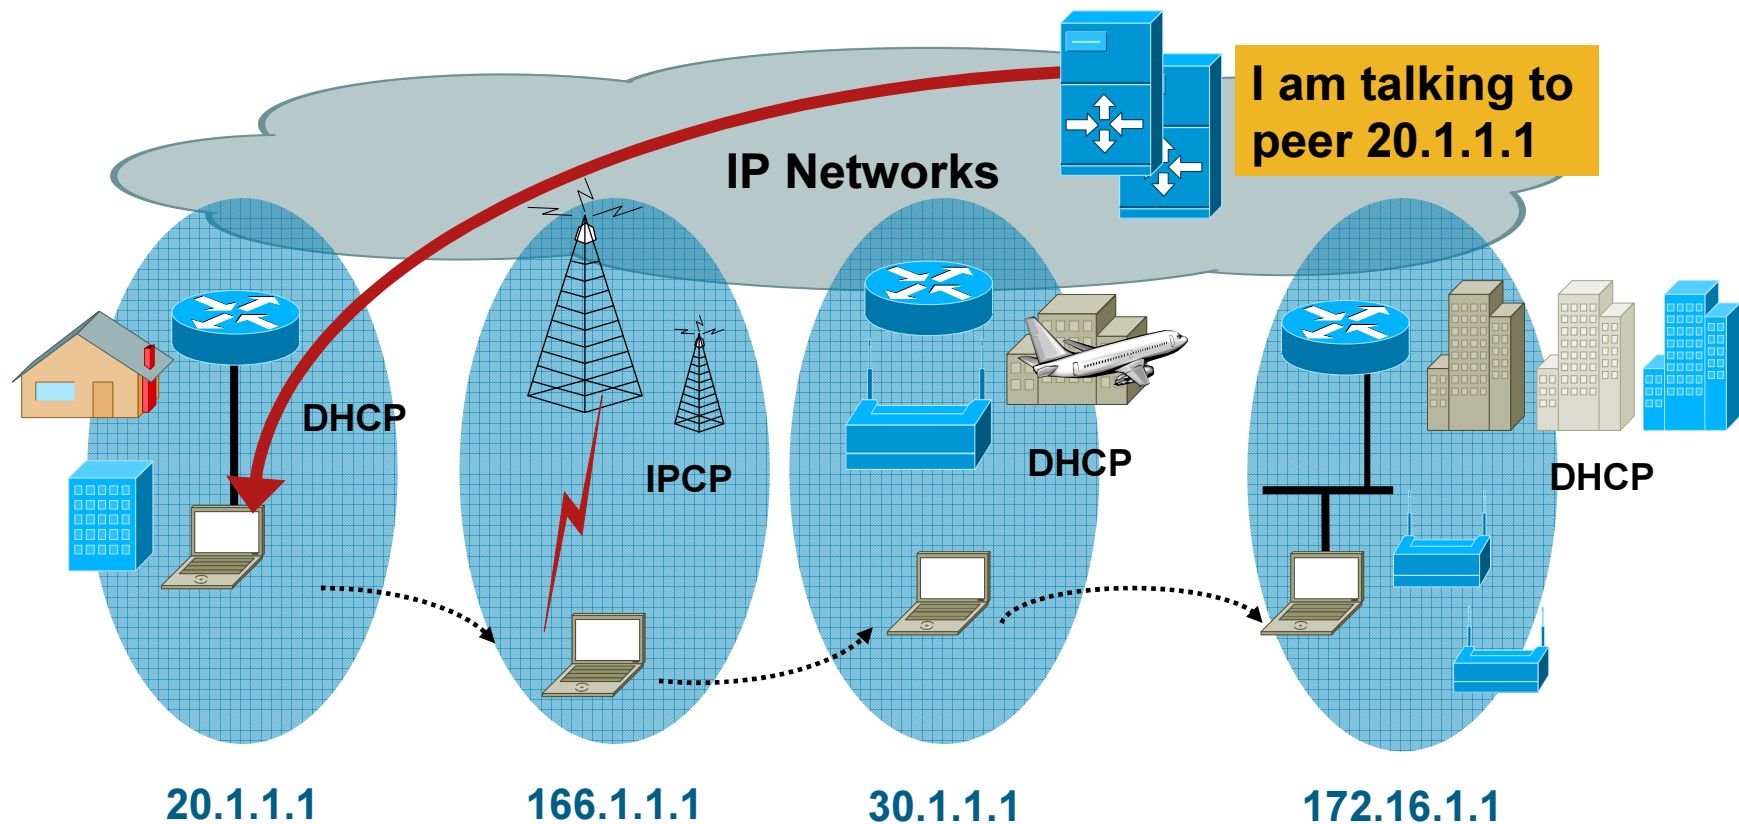 I am talking to
peer 20.1.1.1
IP Networks
DHCP
IPCP
DHCP
DHCP
20.1.1.1
166.1.1.1
30.1.1.1
172.16.1.1